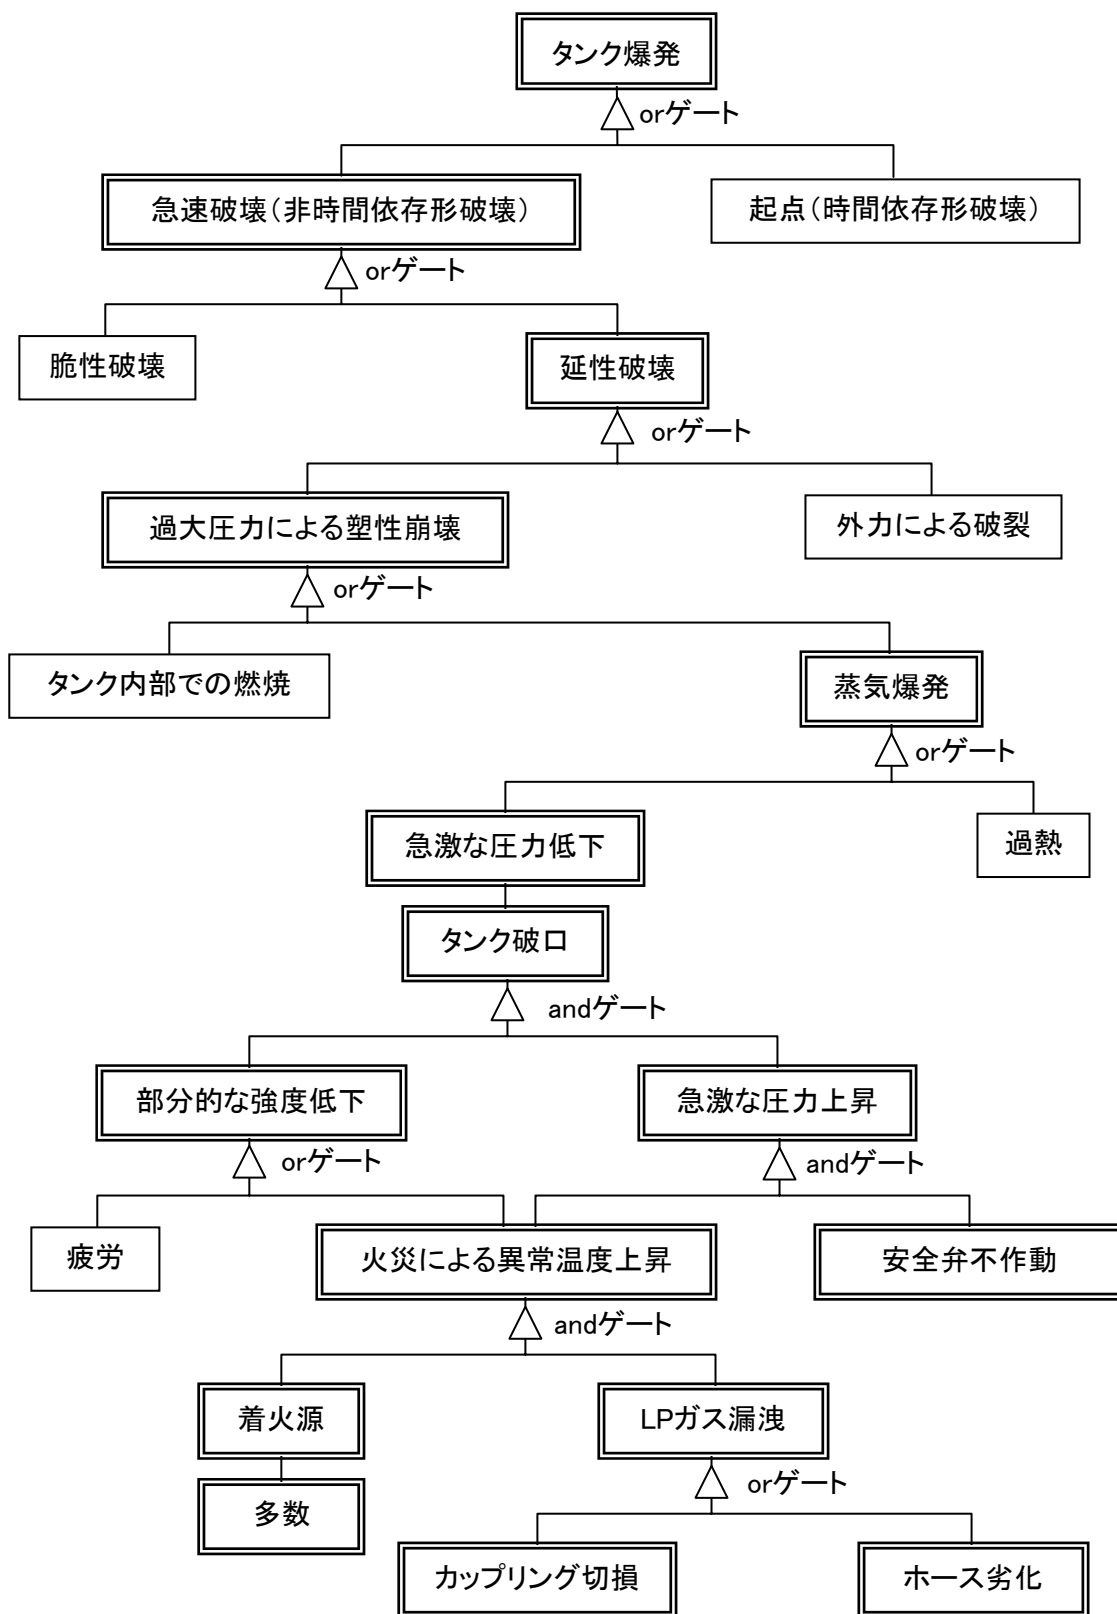 タンク爆発
orゲート
急速破壊(非時間依存形破壊)
起点(時間依存形破壊)
orゲート
脆性破壊
延性破壊
orゲート
過大圧力による塑性崩壊
外力による破裂
orゲート
タンク内部での燃焼
蒸気爆発
orゲート
急激な圧力低下
過熱
タンク破口
andゲート
部分的な強度低下
急激な圧力上昇
orゲート
andゲート
疲労
火災による異常温度上昇
安全弁不作動
andゲート
着火源
LPガス漏洩
多数
orゲート
カップリング切損
ホース劣化